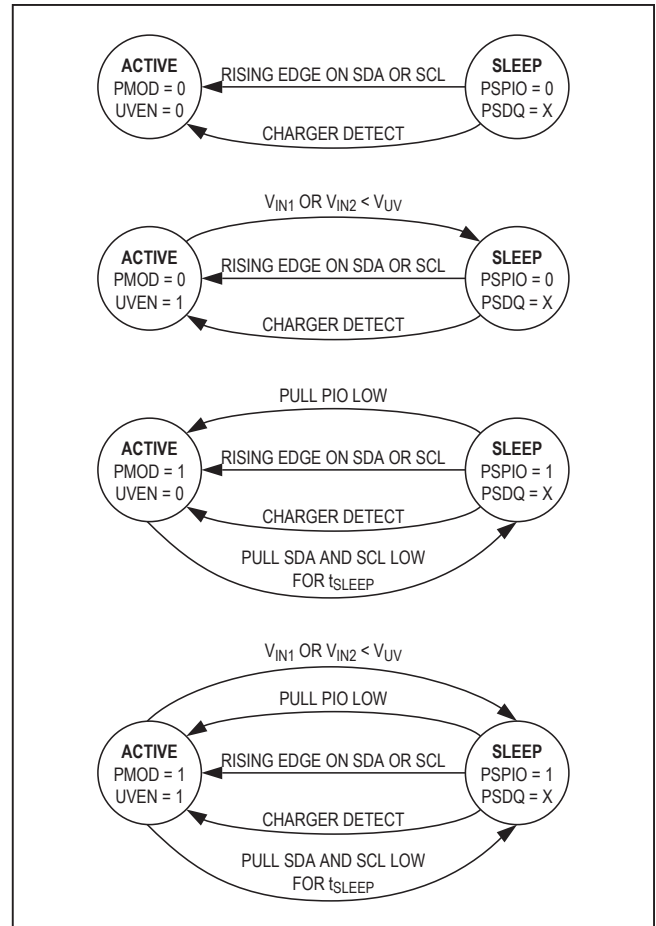 ACTIVE
PMOD = 0
UVEN = 0
RISING EDGE ON SDA OR SCL
CHARGER DETECT
SLEEP
PSPIO = 0
PSDQ = X
VIN1 OR VIN2 < VUV
ACTIVE
PMOD = 0
UVEN = 1
RISING EDGE ON SDA OR SCL
CHARGER DETECT
SLEEP
PSPIO = 0
PSDQ = X
PULL PIO LOW
ACTIVE
PMOD = 1
UVEN = 0
RISING EDGE ON SDA OR SCL
CHARGER DETECT
SLEEP
PSPIO = 1
PSDQ = X
PULL SDA AND SCL LOW
FOR tSLEEP
VIN1 OR VIN2 < VUV
PULL PIO LOW
ACTIVE
PMOD = 1
UVEN = 1
RISING EDGE ON SDA OR SCL
CHARGER DETECT
SLEEP
PSPIO = 1
PSDQ = X
PULL SDA AND SCL LOW
FOR tSLEEP